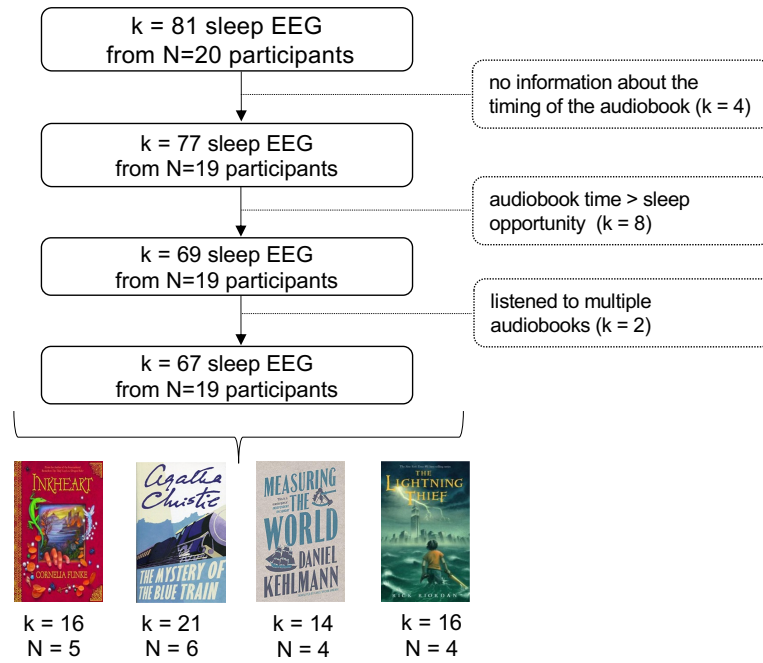 k = 81 sleep EEG
from N=20 participants
no information about the
timing of the audiobook (k = 4)
k = 77 sleep EEG
from N=19 participants
audiobook time > sleep
opportunity (k = 8)
k = 69 sleep EEG
from N=19 participants
listened to multiple
audiobooks (k = 2)
k = 67 sleep EEG
from N=19 participants
INKHEART
CORNELIA FUNKE
Agatha
Christie
THE MYSTERY OF
THE BLUE TRAIN
MEASURING
THE
WORLD
DANIEL
KEHLMANN
THE
LIGHTNING
THIEF
RICK RIORDAN
k = 16
N = 5
k = 21
N = 6
k = 14
N = 4
k = 16
N = 4